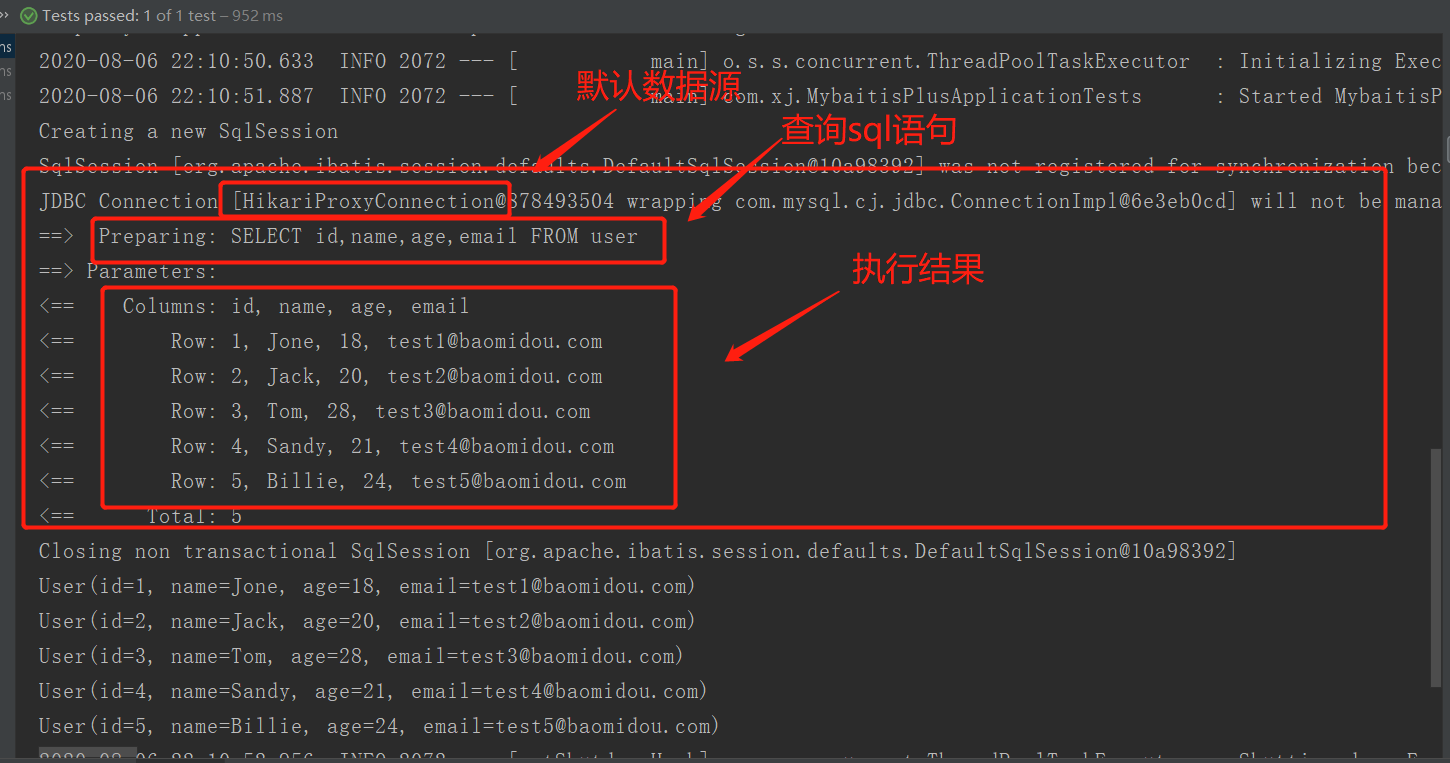 Tests passed: 1 of 1 test – 952 ms
ms
2020-08-06 22:10:50.633  INFO 2072 --- [           main] o.s.s.concurrent.ThreadPoolTaskExecutor  : Initializing Exec
ms
默认数据源
2020-08-06 22:10:51.887  INFO 2072 --- [           main] com.xj.MybaitisPlusApplicationTests      : Started MybaitisP
ms
Creating a new SqlSession
查询sql语句
SqlSession [org.apache.ibatis.session.defaults.DefaultSqlSession@10a98392] was not registered for synchronization bec
JDBC Connection [HikariProxyConnection@878493504 wrapping com.mysql.cj.jdbc.ConnectionImpl@6e3eb0cd] will not be mana
==>  Preparing: SELECT id,name,age,email FROM user
==> Parameters:
执行结果
<==    Columns: id, name, age, email
<==        Row: 1, Jone, 18, test1@baomidou.com
<==        Row: 2, Jack, 20, test2@baomidou.com
<==        Row: 3, Tom, 28, test3@baomidou.com
<==        Row: 4, Sandy, 21, test4@baomidou.com
<==        Row: 5, Billie, 24, test5@baomidou.com
<==      Total: 5
Closing non transactional SqlSession [org.apache.ibatis.session.defaults.DefaultSqlSession@10a98392]
User(id=1, name=Jone, age=18, email=test1@baomidou.com)
User(id=2, name=Jack, age=20, email=test2@baomidou.com)
User(id=3, name=Tom, age=28, email=test3@baomidou.com)
User(id=4, name=Sandy, age=21, email=test4@baomidou.com)
User(id=5, name=Billie, age=24, email=test5@baomidou.com)